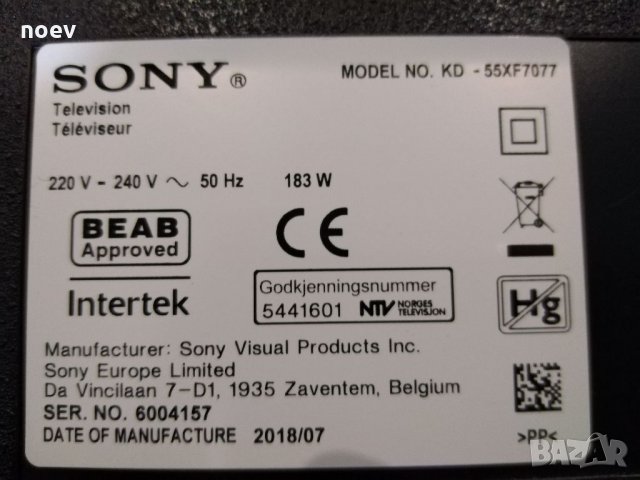 noev
SONY®
MODEL NO. KD - 55XF7077
Television
Téléviseur
220 V - 240 V ~ 50 Hz 183 W
BEAB
Approved
CE
Intertek
Godkjenningsnummer
5441601 NTV NORGES TELEVISJON
Hg
Manufacturer: Sony Visual Products Inc.
Sony Europe Limited
Da Vincilaan 7-D1, 1935 Zaventem, Belgium
SER. NO. 6004157
DATE OF MANUFACTURE 2018/07
>PP<
BAZAR